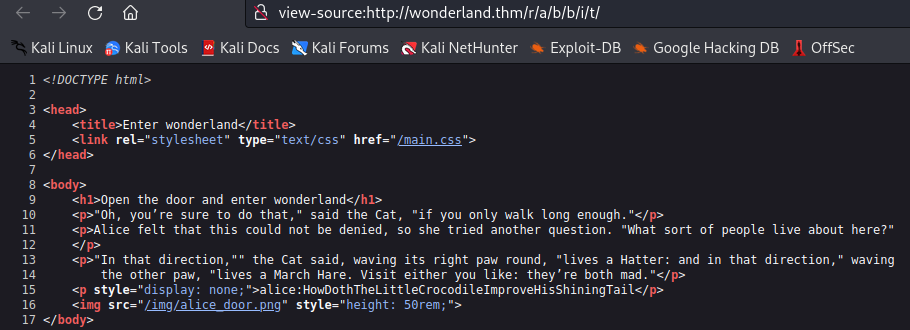 view-source:http://wonderland.thm/r/a/b/b/i/t/
Kali Linux Kali Tools Kali Docs Kali Forums Kali NetHunter Exploit-DB Google Hacking DB OffSec
1 <!DOCTYPE html>
2
3 <head>
4 <title>Enter wonderland</title>
5 <link rel="stylesheet" type="text/css" href="/main.css">
6 </head>
7
8 <body>
9 <h1>Open the door and enter wonderland</h1>
10 <p>"Oh, you’re sure to do that," said the Cat, "if you only walk long enough."</p>
11 <p>Alice felt that this could not be denied, so she tried another question. "What sort of people live about here?"
12 </p>
13 <p>"In that direction,"" the Cat said, waving its right paw round, "lives a Hatter: and in that direction," waving
14 the other paw, "lives a March Hare. Visit either you like: they’re both mad."</p>
15 <p style="display: none;">alice:HowDothTheLittleCrocodileImproveHisShiningTail</p>
16 <img src="/img/alice_door.png" style="height: 50rem;">
17 </body>